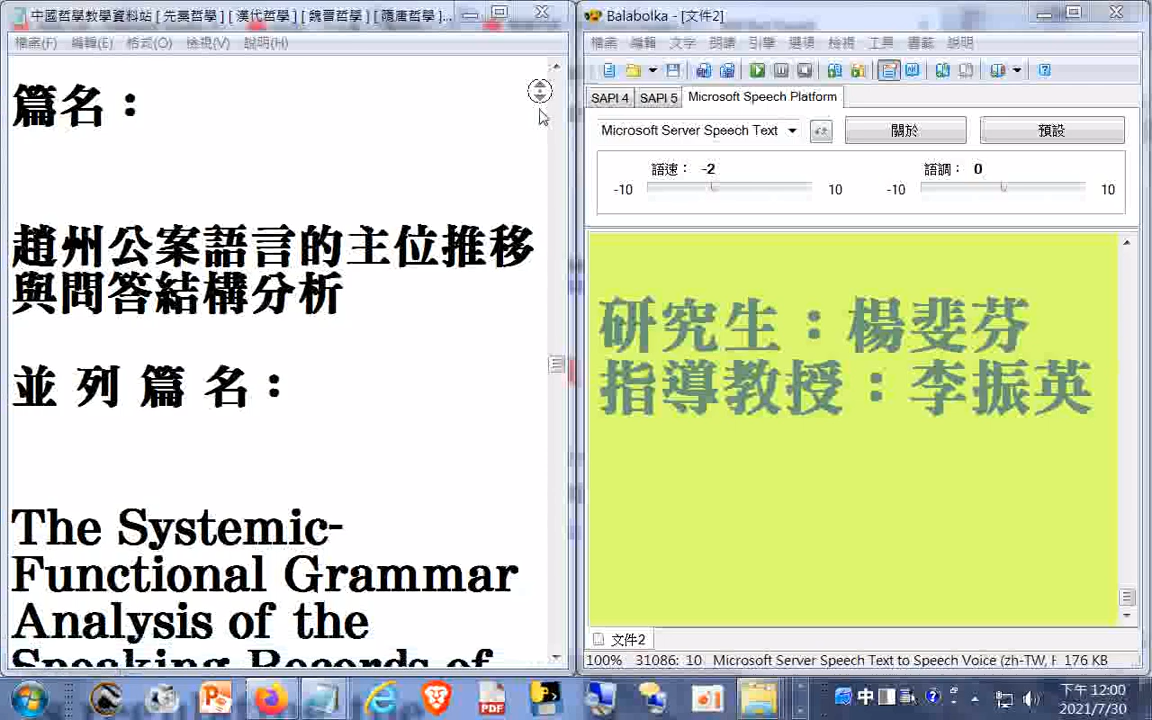 中國哲學教學資料站 [ 先秦哲學 ] [ 漢代哲學 ] [ 魏晉哲學 ] [ 隋唐哲學 ]...
檔案(F) 編輯(E) 格式(O) 檢視(V) 說明(H)
篇名：
趙州公案語言的主位推移
與問答結構分析
並 列 篇 名：
The Systemic-
Functional Grammar
Analysis of the
Speaking Records of
Balabolka - [文件2]
檔案 編輯 文字 朗讀 引擎 選項 檢視 工具 書籤 說明
SAPI 4 SAPI 5 Microsoft Speech Platform
Microsoft Server Speech Text 關於 預設
語速： -2 語調： 0
-10 10 -10 10
研究生：楊斐芬
指導教授：李振英
文件2
100% 31086: 10 Microsoft Server Speech Text to Speech Voice (zh-TW, 176 KB
PDF 中 下午 12:00
2021/7/30